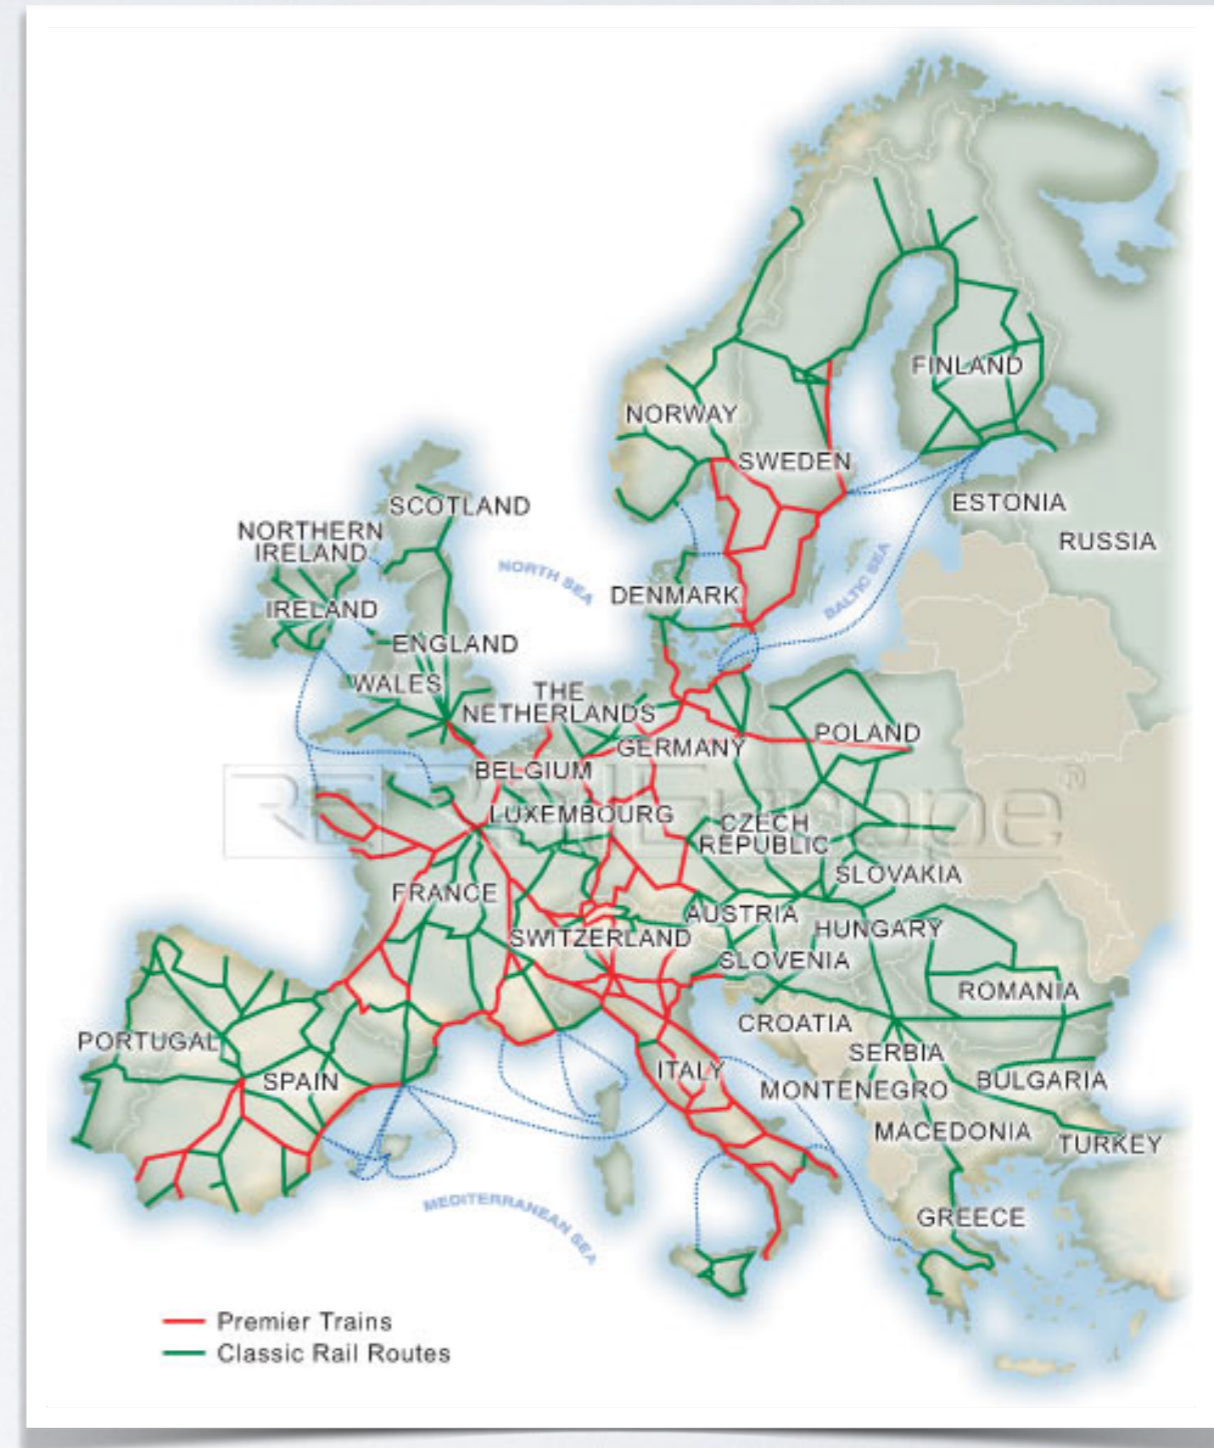 FINLAND
NORWAY
SWEDEN
SCOTLAND
ESTONIA
NORTHERN
IRELAND
RUSSIA
NORTH SEA
BALTIC SEA
DENMARK
IRELAND
ENGLAND
WALES
THE
NETHERLANDS
POLAND
GERMANY
BELGIUM
RailEurope®
LUXEMBOURG
CZECH
REPUBLIC
SLOVAKIA
FRANCE
AUSTRIA
HUNGARY
SWITZERLAND
SLOVENIA
ROMANIA
CROATIA
PORTUGAL
SERBIA
ITALY
SPAIN
BULGARIA
MONTENEGRO
MACEDONIA
TURKEY
MEDITERRANEAN SEA
GREECE
Premier Trains
Classic Rail Routes